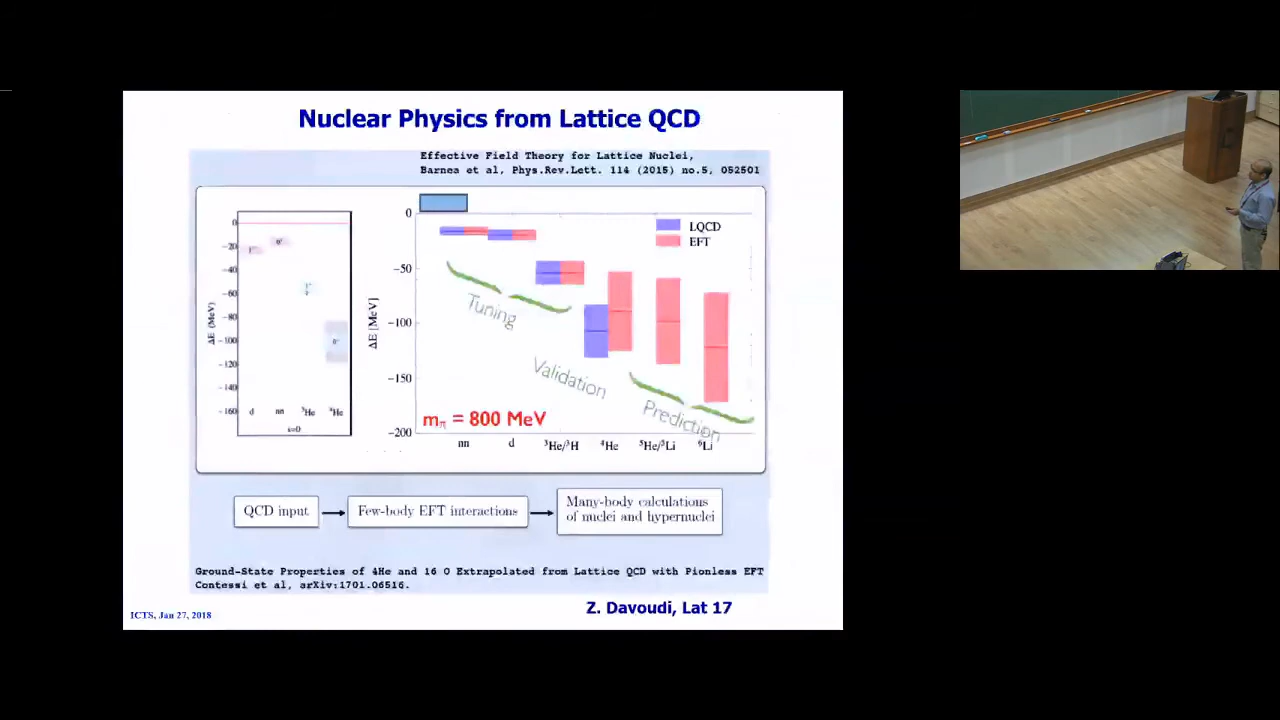 Nuclear Physics from Lattice QCD
Effective Field Theory for Lattice Nuclei,
Barnea et al, Phys.Rev.Lett. 114 (2015) no.5, 052501
0
-20
-40
-60
-80
-100
-120
-140
-160
ΔE (MeV)
1⁺
0⁺
0⁺
d
nn
³He
⁴He
s=0
0
-50
-100
-150
-200
ΔE [MeV]
LQCD
EFT
Tuning
Validation
Prediction
mπ = 800 MeV
nn
d
³He/³H
⁴He
⁵He/⁵Li
⁶Li
QCD input
Few-body EFT interactions
Many-body calculations
of nuclei and hypernuclei
Ground-State Properties of 4He and 16 O Extrapolated from Lattice QCD with Pionless EFT
Contessi et al, arXiv:1701.06516.
Z. Davoudi, Lat 17
ICTS, Jan 27, 2018